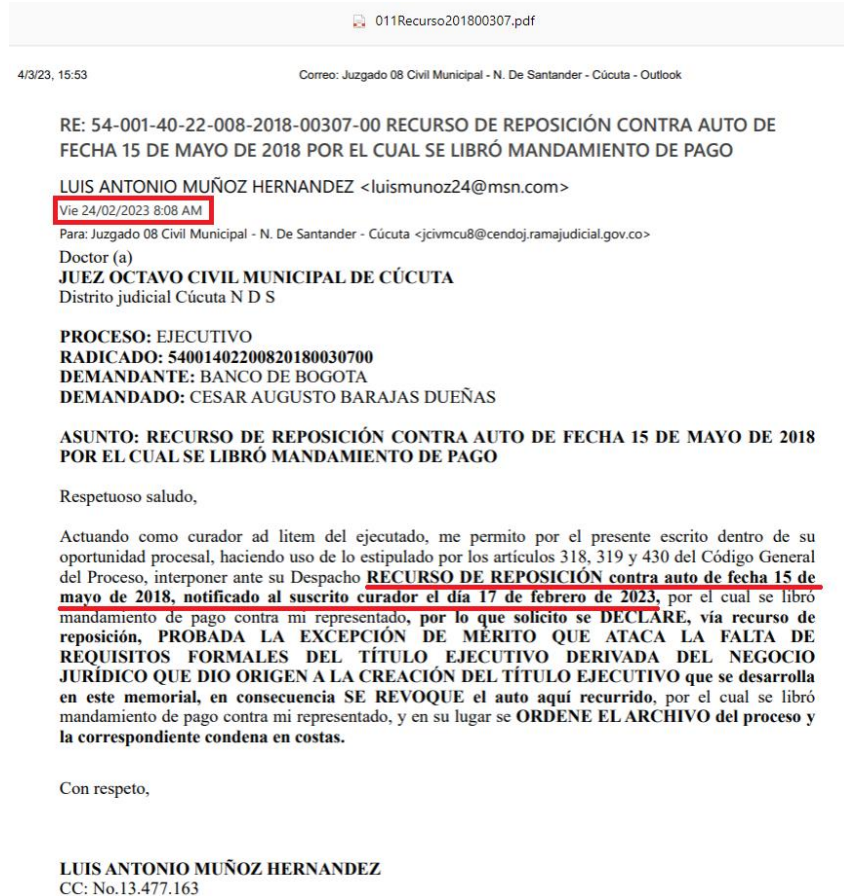 011Recurso201800307.pdf
4/3/23, 15:53 Correo: Juzgado 08 Civil Municipal - N. De Santander - Cúcuta - Outlook
RE: 54-001-40-22-008-2018-00307-00 RECURSO DE REPOSICIÓN CONTRA AUTO DE
FECHA 15 DE MAYO DE 2018 POR EL CUAL SE LIBRÓ MANDAMIENTO DE PAGO
LUIS ANTONIO MUÑOZ HERNANDEZ <luismunoz24@msn.com>
Vie 24/02/2023 8:08 AM
Para: Juzgado 08 Civil Municipal - N. De Santander - Cúcuta <jcivmcu8@cendoj.ramajudicial.gov.co>
Doctor (a)
JUEZ OCTAVO CIVIL MUNICIPAL DE CÚCUTA
Distrito judicial Cúcuta N D S
PROCESO: EJECUTIVO
RADICADO: 54001402200820180030700
DEMANDANTE: BANCO DE BOGOTA
DEMANDADO: CESAR AUGUSTO BARAJAS DUEÑAS
ASUNTO: RECURSO DE REPOSICIÓN CONTRA AUTO DE FECHA 15 DE MAYO DE 2018
POR EL CUAL SE LIBRÓ MANDAMIENTO DE PAGO
Respetuoso saludo,
Actuando como curador ad litem del ejecutado, me permito por el presente escrito dentro de su
oportunidad procesal, haciendo uso de lo estipulado por los artículos 318, 319 y 430 del Código General
del Proceso, interponer ante su Despacho RECURSO DE REPOSICIÓN contra auto de fecha 15 de
mayo de 2018, notificado al suscrito curador el día 17 de febrero de 2023, por el cual se libró
mandamiento de pago contra mi representado, por lo que solicito se DECLARE, vía recurso de
reposición, PROBADA LA EXCEPCIÓN DE MÉRITO QUE ATACA LA FALTA DE
REQUISITOS FORMALES DEL TÍTULO EJECUTIVO DERIVADA DEL NEGOCIO
JURÍDICO QUE DIO ORIGEN A LA CREACIÓN DEL TÍTULO EJECUTIVO que se desarrolla
en este memorial, en consecuencia SE REVOQUE el auto aquí recurrido, por el cual se libró
mandamiento de pago contra mi representado, y en su lugar se ORDENE EL ARCHIVO del proceso y
la correspondiente condena en costas.
Con respeto,
LUIS ANTONIO MUÑOZ HERNANDEZ
CC: No.13.477.163